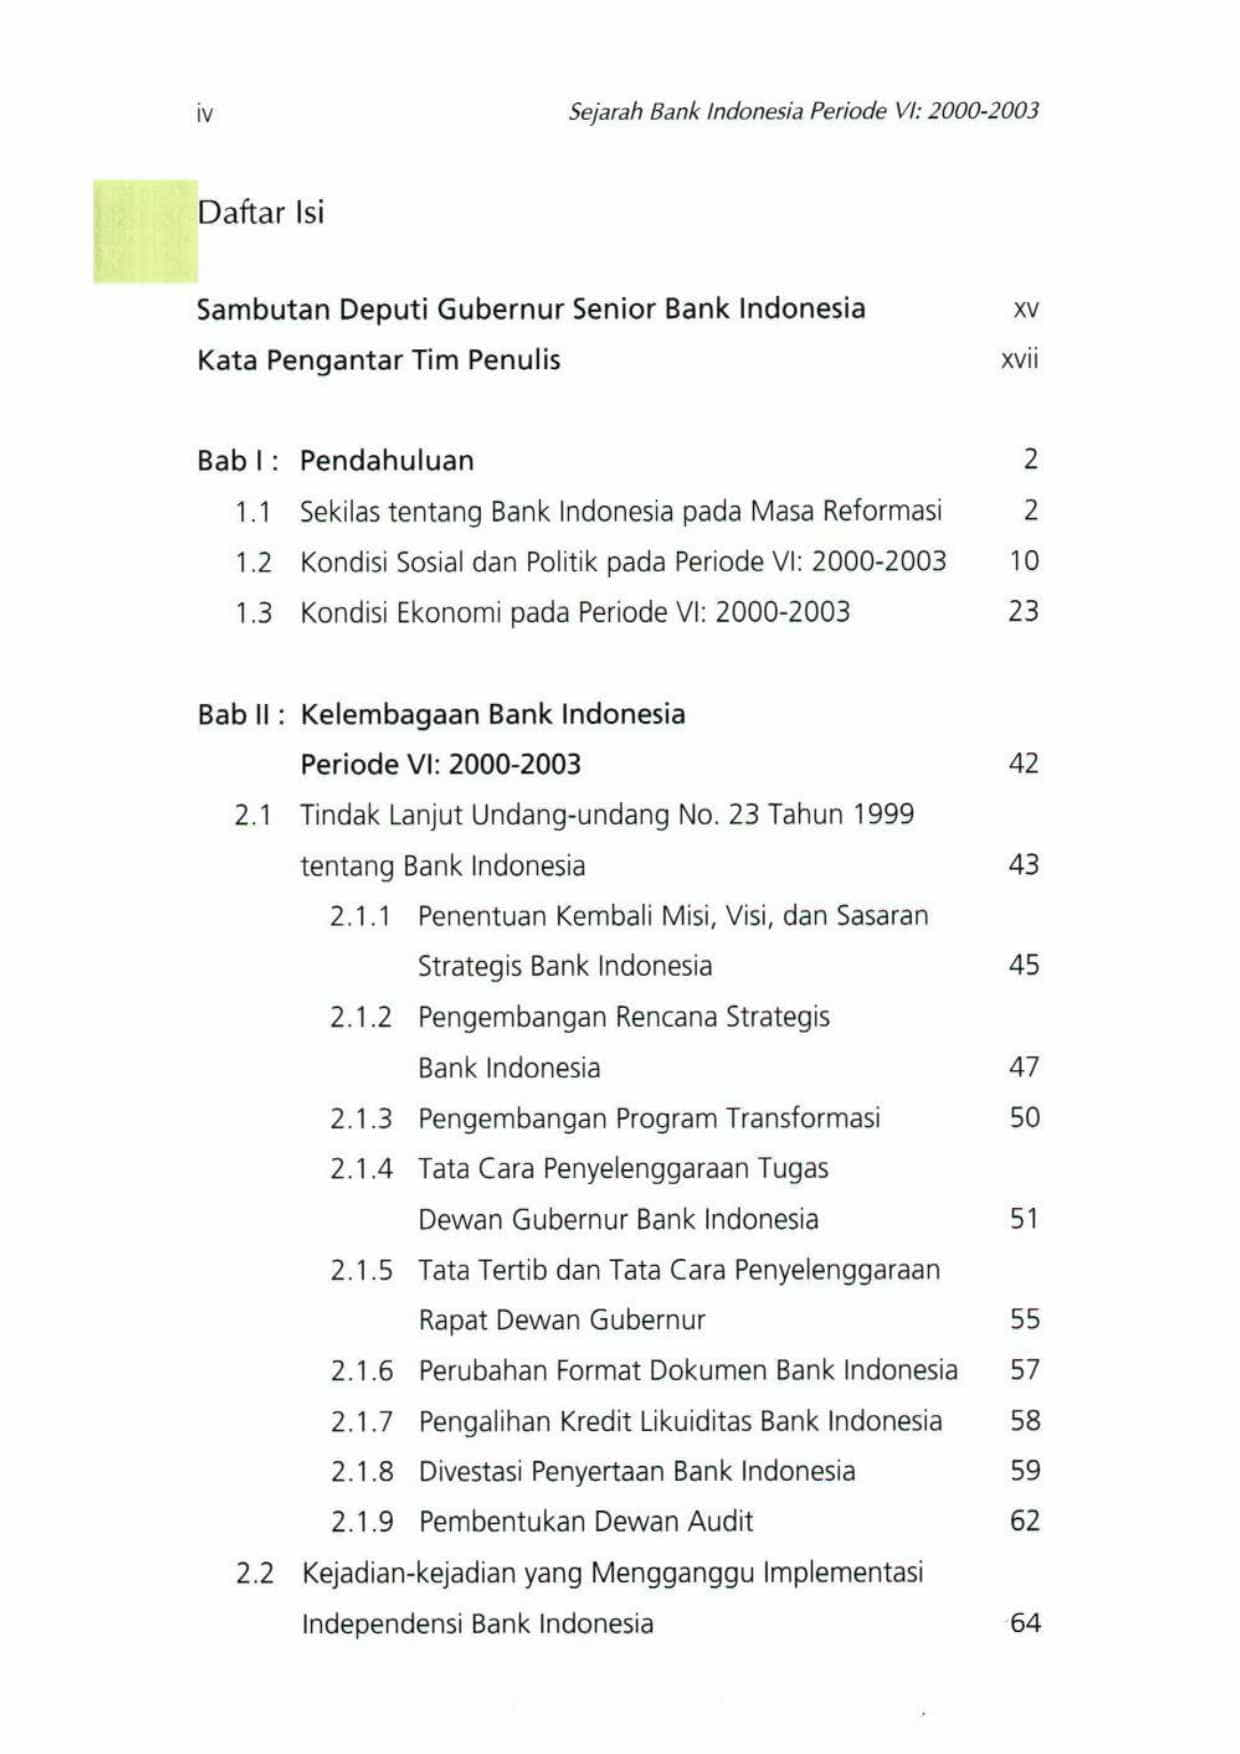 iv Sejarah Bank Indonesia Periode VI: 2000-2003
Daftar Isi
Sambutan Deputi Gubernur Senior Bank Indonesia xv
Kata Pengantar Tim Penulis xvii
Bab I : Pendahuluan 2
1.1 Sekilas tentang Bank Indonesia pada Masa Reformasi 2
1.2 Kondisi Sosial dan Politik pada Periode VI: 2000-2003 10
1.3 Kondisi Ekonomi pada Periode VI: 2000-2003 23
Bab II : Kelembagaan Bank Indonesia
Periode VI: 2000-2003 42
2.1 Tindak Lanjut Undang-undang No. 23 Tahun 1999
tentang Bank Indonesia 43
2.1.1 Penentuan Kembali Misi, Visi, dan Sasaran
Strategis Bank Indonesia 45
2.1.2 Pengembangan Rencana Strategis
Bank Indonesia 47
2.1.3 Pengembangan Program Transformasi 50
2.1.4 Tata Cara Penyelenggaraan Tugas
Dewan Gubernur Bank Indonesia 51
2.1.5 Tata Tertib dan Tata Cara Penyelenggaraan
Rapat Dewan Gubernur 55
2.1.6 Perubahan Format Dokumen Bank Indonesia 57
2.1.7 Pengalihan Kredit Likuiditas Bank Indonesia 58
2.1.8 Divestasi Penyertaan Bank Indonesia 59
2.1.9 Pembentukan Dewan Audit 62
2.2 Kejadian-kejadian yang Mengganggu Implementasi
Independensi Bank Indonesia 64